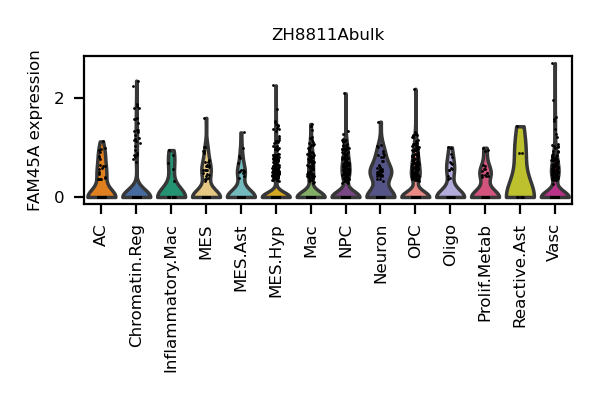 ZH8811Abulk
FAM45A expression
2
0
AC
Chromatin.Reg
Inflammatory.Mac
MES
MES.Ast
MES.Hyp
Mac
NPC
Neuron
OPC
Oligo
Prolif.Metab
Reactive.Ast
Vasc